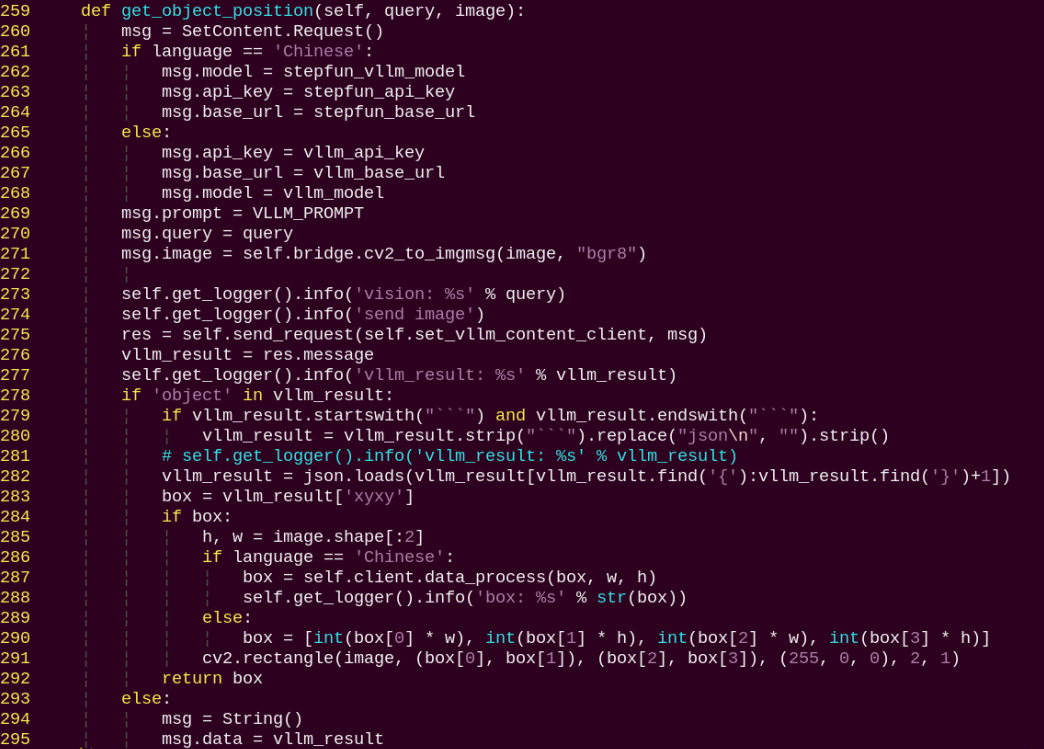 259     def get_object_position(self, query, image):
260         msg = SetContent.Request()
261         if language == 'Chinese':
262             msg.model = stepfun_vllm_model
263             msg.api_key = stepfun_api_key
264             msg.base_url = stepfun_base_url
265         else:
266             msg.api_key = vllm_api_key
267             msg.base_url = vllm_base_url
268             msg.model = vllm_model
269         msg.prompt = VLLM_PROMPT
270         msg.query = query
271         msg.image = self.bridge.cv2_to_imgmsg(image, "bgr8")
272
273         self.get_logger().info('vision: %s' % query)
274         self.get_logger().info('send image')
275         res = self.send_request(self.set_vllm_content_client, msg)
276         vllm_result = res.message
277         self.get_logger().info('vllm_result: %s' % vllm_result)
278         if 'object' in vllm_result:
279             if vllm_result.startswith("```") and vllm_result.endswith("```"):
280                 vllm_result = vllm_result.strip("```").replace("json\n", "").strip()
281             # self.get_logger().info('vllm_result: %s' % vllm_result)
282             vllm_result = json.loads(vllm_result[vllm_result.find('{'):vllm_result.find('}')+1])
283             box = vllm_result['xyxy']
284             if box:
285                 h, w = image.shape[:2]
286                 if language == 'Chinese':
287                     box = self.client.data_process(box, w, h)
288                     self.get_logger().info('box: %s' % str(box))
289                 else:
290                     box = [int(box[0] * w), int(box[1] * h), int(box[2] * w), int(box[3] * h)]
291                 cv2.rectangle(image, (box[0], box[1]), (box[2], box[3]), (255, 0, 0), 2, 1)
292             return box
293         else:
294             msg = String()
295             msg.data = vllm_result